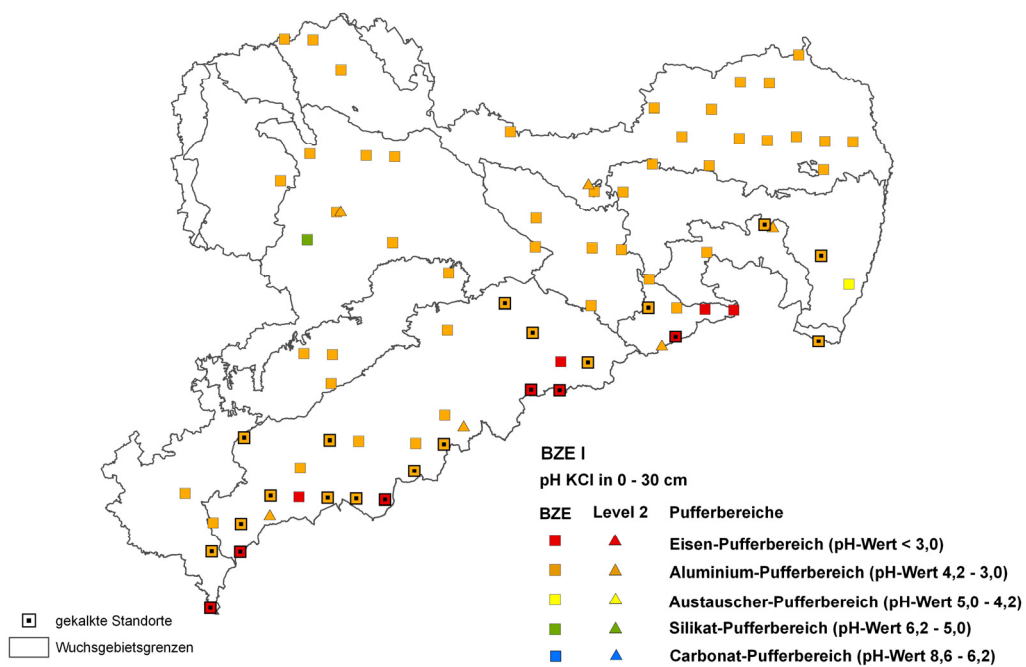 BZE I
pH KCl in 0 - 30 cm
BZE Level 2 Pufferbereiche
Eisen-Pufferbereich (pH-Wert < 3,0)
Aluminium-Pufferbereich (pH-Wert 4,2 - 3,0)
Austauscher-Pufferbereich (pH-Wert 5,0 - 4,2)
Silikat-Pufferbereich (pH-Wert 6,2 - 5,0)
Carbonat-Pufferbereich (pH-Wert 8,6 - 6,2)
gekalkte Standorte
Wuchsgebietsgrenzen